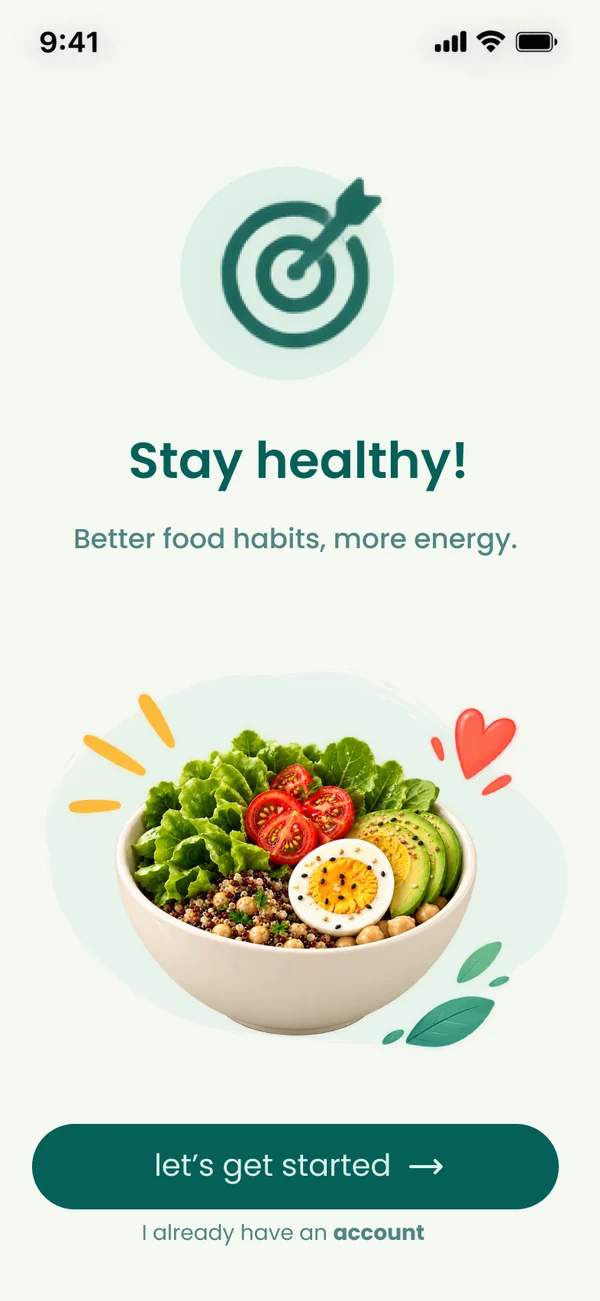 9:41
Stay healthy!
Better food habits, more energy.
let’s get started →
I already have an account